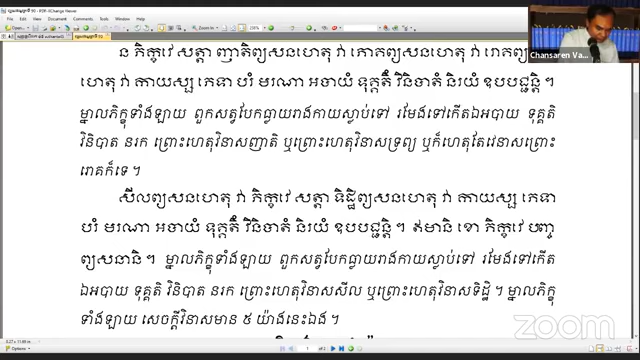 PDF-XChange Viewer
Zoom In
Chansaren Va...
ន ភិក្ខវេ សត្តា ញាតិព្យសនហេតុ វា ភោគព្យសនហេតុ វា រោគព្យ
ហេតុ វា កាយស្ស ភេទា បរំ មរណា អបាយំ ទុគ្គតឹ វិនិបាតំ និរយំ ឧបបជ្ជន្តិ។
ម្នាលភិក្ខុទាំងឡាយ ពួកសត្វបែកធ្លាយរាងកាយស្លាប់ទៅ រមែងទៅកើតឯអបាយ ទុគ្គតិ
វិនិបាត នរក ព្រោះហេតុវិនាសញាតិ ឬព្រោះហេតុវិនាសទ្រព្យ ឬក៏ហេតុតែវេនាសព្រោះ
រោគក៏ទេ ។
សីលព្យសនហេតុ វា ភិក្ខវេ សត្តា ទិដ្ឋិព្យសនហេតុ វា កាយស្ស ភេទា
បរំ មរណា អបាយំ ទុគ្គតឹ វិនិបាតំ និរយំ ឧបបជ្ជន្តិ ។ ឥមានិ ខោ ភិក្ខវេ បញ្ច
ព្យសនានិ ។ ម្នាលភិក្ខុទាំងឡាយ ពួកសត្វបែកធ្លាយរាងកាយស្លាប់ទៅ រមែងទៅកើត
ឯអបាយ ទុគ្គតិ វិនិបាត នរក ព្រោះហេតុវិនាសសីល ឬព្រោះហេតុវិនាសទិដ្ឋិ ។ ម្នាលភិក្ខុ
ទាំងឡាយ សេចក្តីវិនាសមាន ៥ យ៉ាងនេះឯង ។
zoom
Options